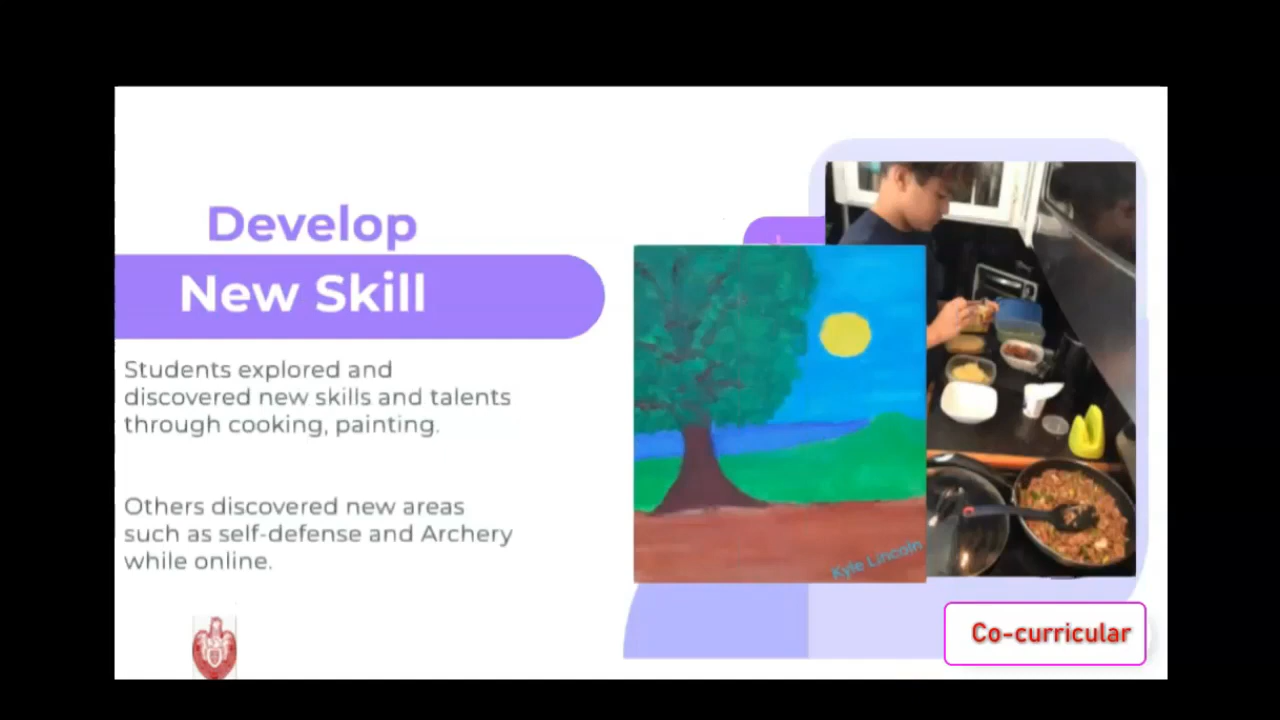 Develop
New Skill
Students explored and
discovered new skills and talents
through cooking, painting.
Others discovered new areas
such as self-defense and Archery
while online.
Kyle Lincoln
Co-curricular